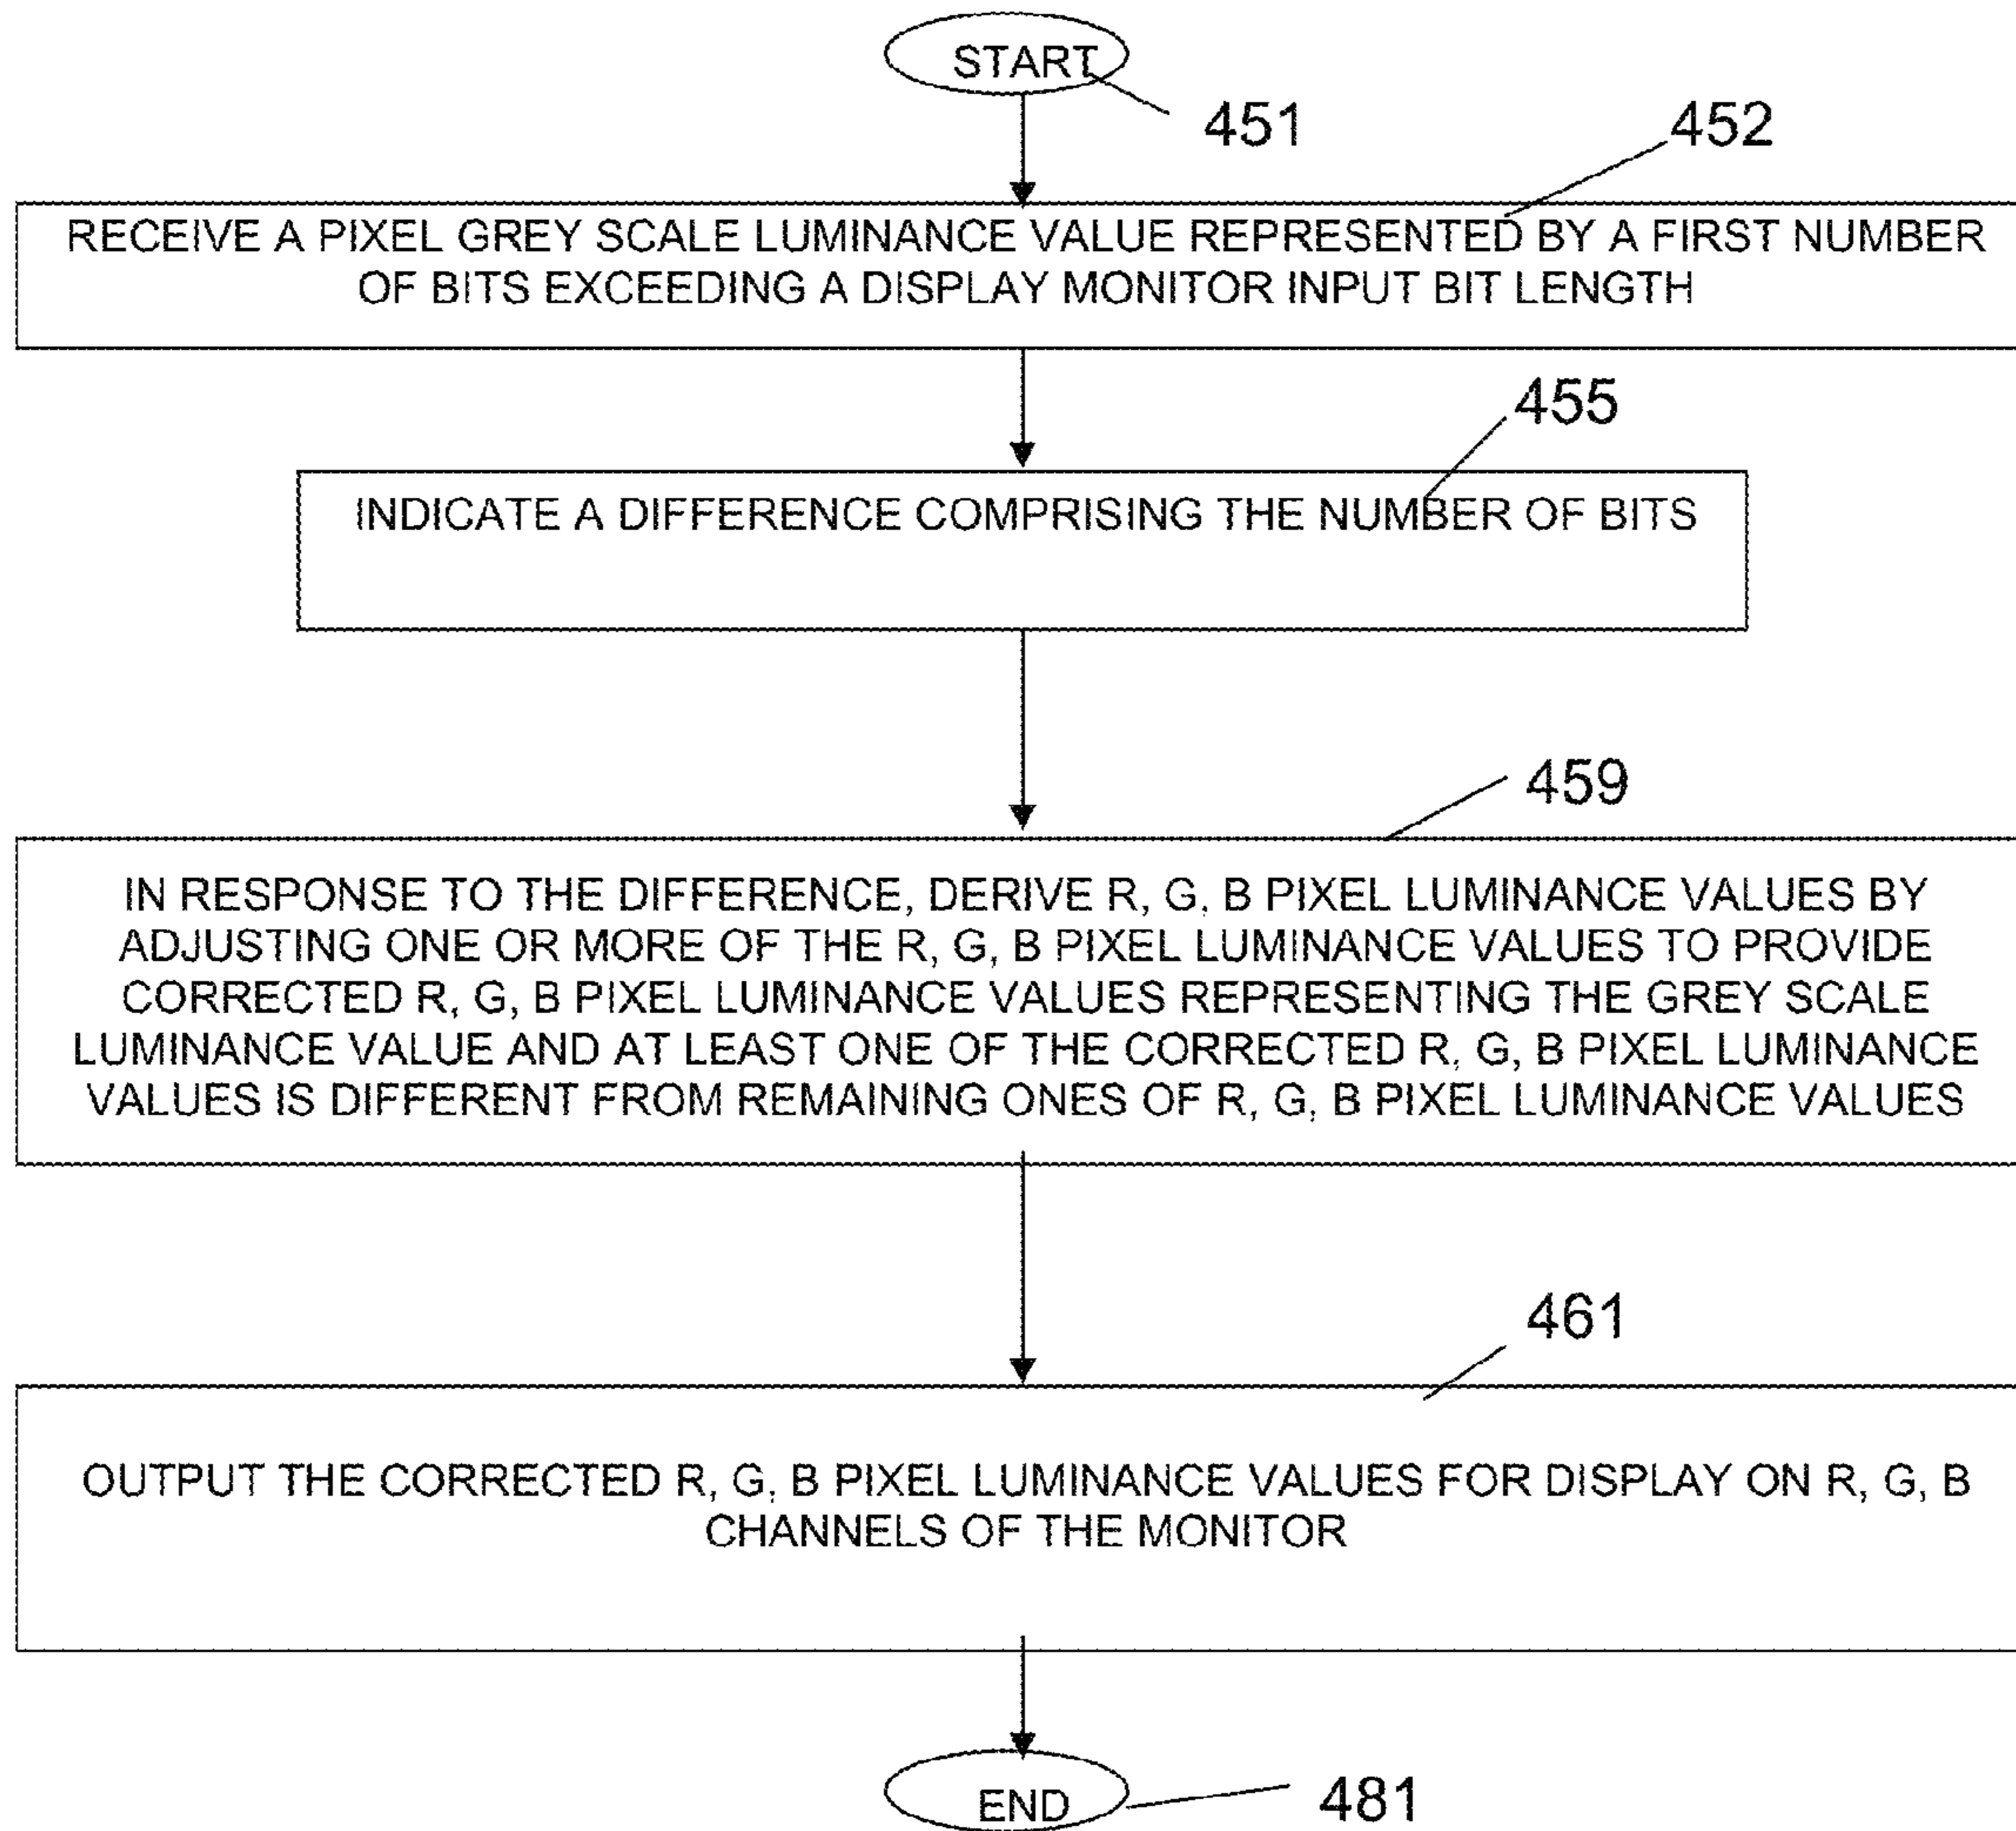 START
451
452
RECEIVE A PIXEL GREY SCALE LUMINANCE VALUE REPRESENTED BY A FIRST NUMBER
OF BITS EXCEEDING A DISPLAY MONITOR INPUT BIT LENGTH
455
INDICATE A DIFFERENCE COMPRISING THE NUMBER OF BITS
459
IN RESPONSE TO THE DIFFERENCE, DERIVE R, G, B PIXEL LUMINANCE VALUES BY
ADJUSTING ONE OR MORE OF THE R, G, B PIXEL LUMINANCE VALUES TO PROVIDE
CORRECTED R, G, B PIXEL LUMINANCE VALUES REPRESENTING THE GREY SCALE
LUMINANCE VALUE AND AT LEAST ONE OF THE CORRECTED R, G, B PIXEL LUMINANCE
VALUES IS DIFFERENT FROM REMAINING ONES OF R, G, B PIXEL LUMINANCE VALUES
461
OUTPUT THE CORRECTED R, G, B PIXEL LUMINANCE VALUES FOR DISPLAY ON R, G, B
CHANNELS OF THE MONITOR
END
481